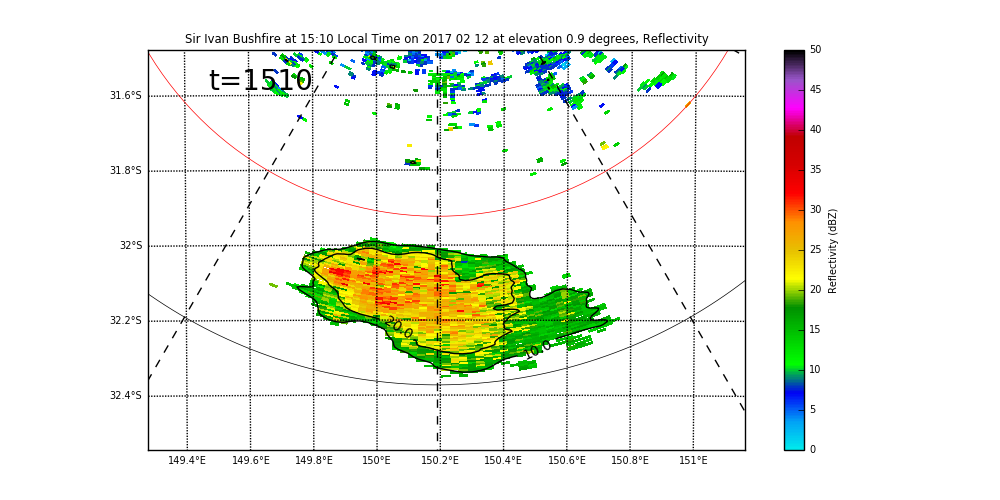 Sir Ivan Bushfire at 15:10 Local Time on 2017 02 12 at elevation 0.9 degrees, Reflectivity
t=1510
31.6°S
31.8°S
32°S
32.2°S
32.4°S
20.0
10.0
149.4°E 149.6°E 149.8°E 150°E 150.2°E 150.4°E 150.6°E 150.8°E 151°E
50
45
40
35
30
25
20
15
10
5
0
Reflectivity (dBZ)